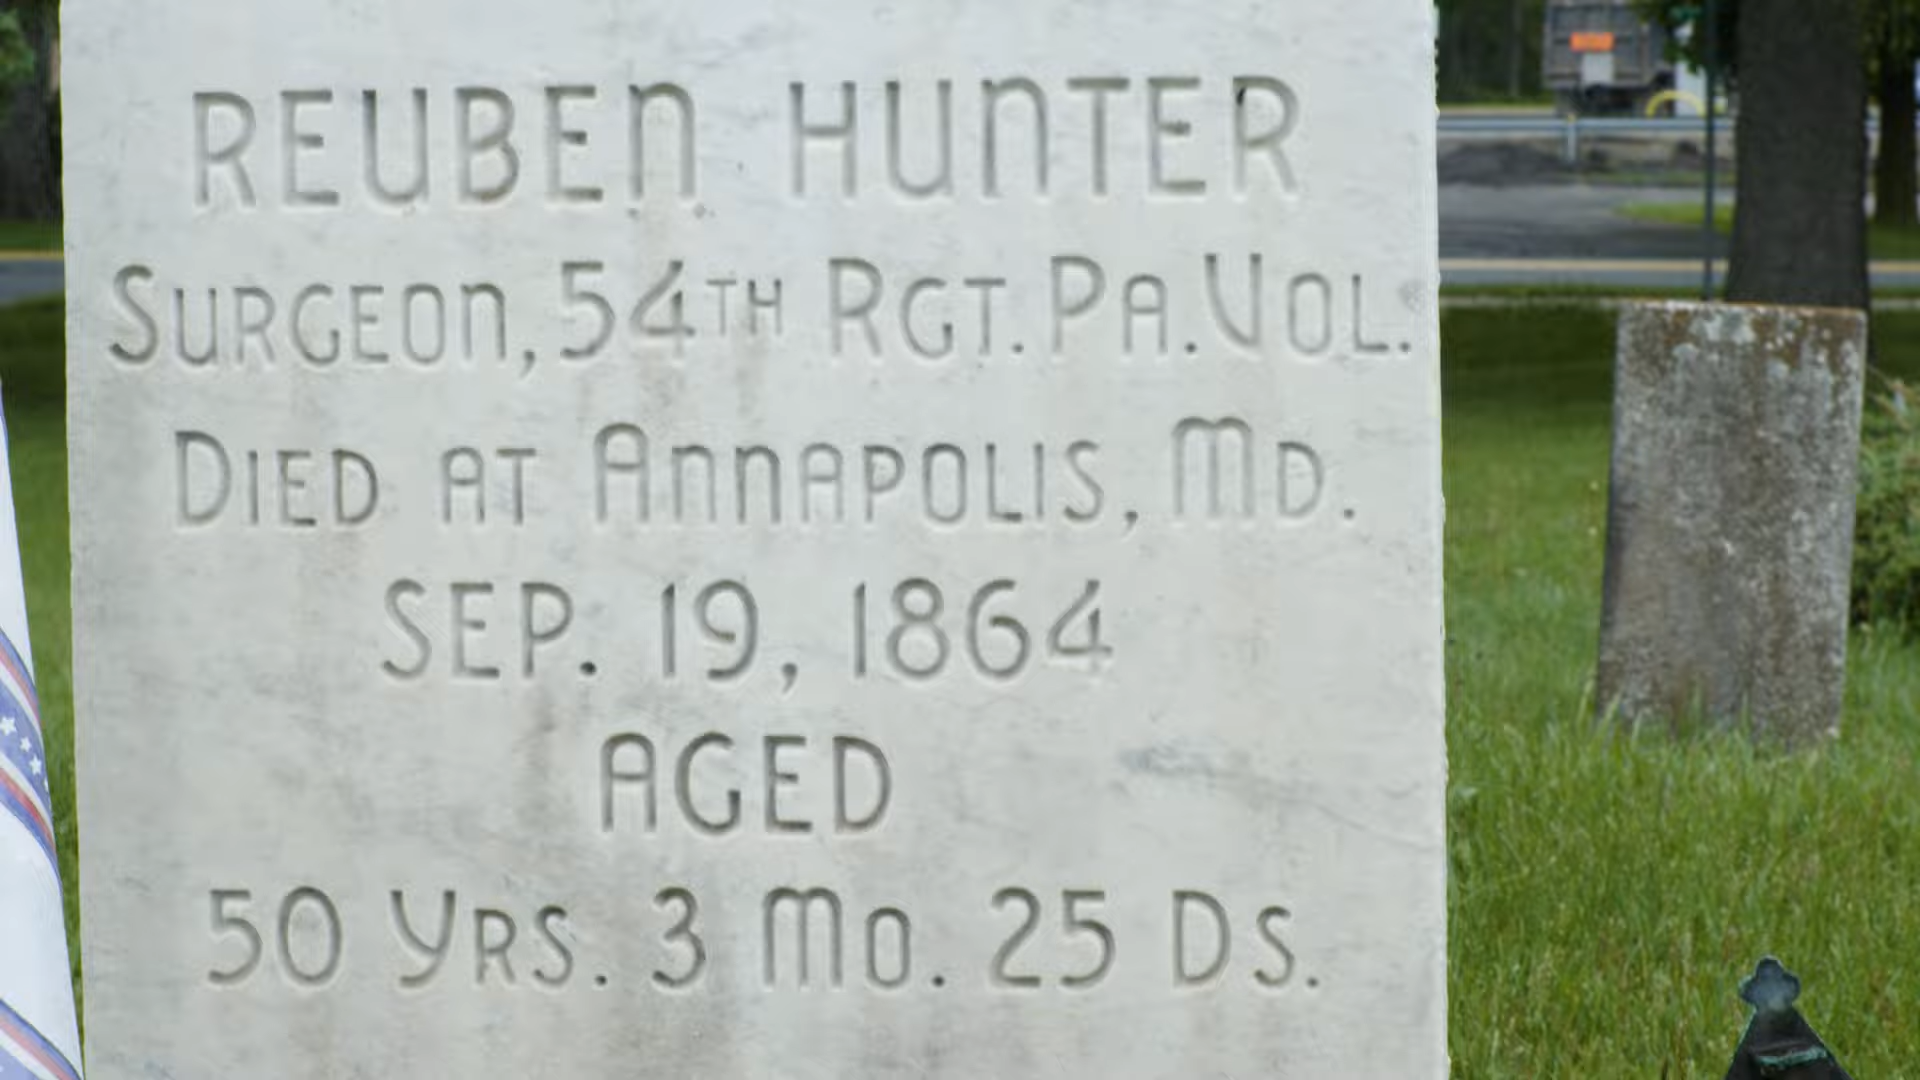 REUBEN HUNTER
SURGEON, 54TH RGT. PA. VOL.
DIED AT ANNAPOLIS, MD.
SEP. 19, 1864
AGED
50 YRS. 3 MO. 25 DS.